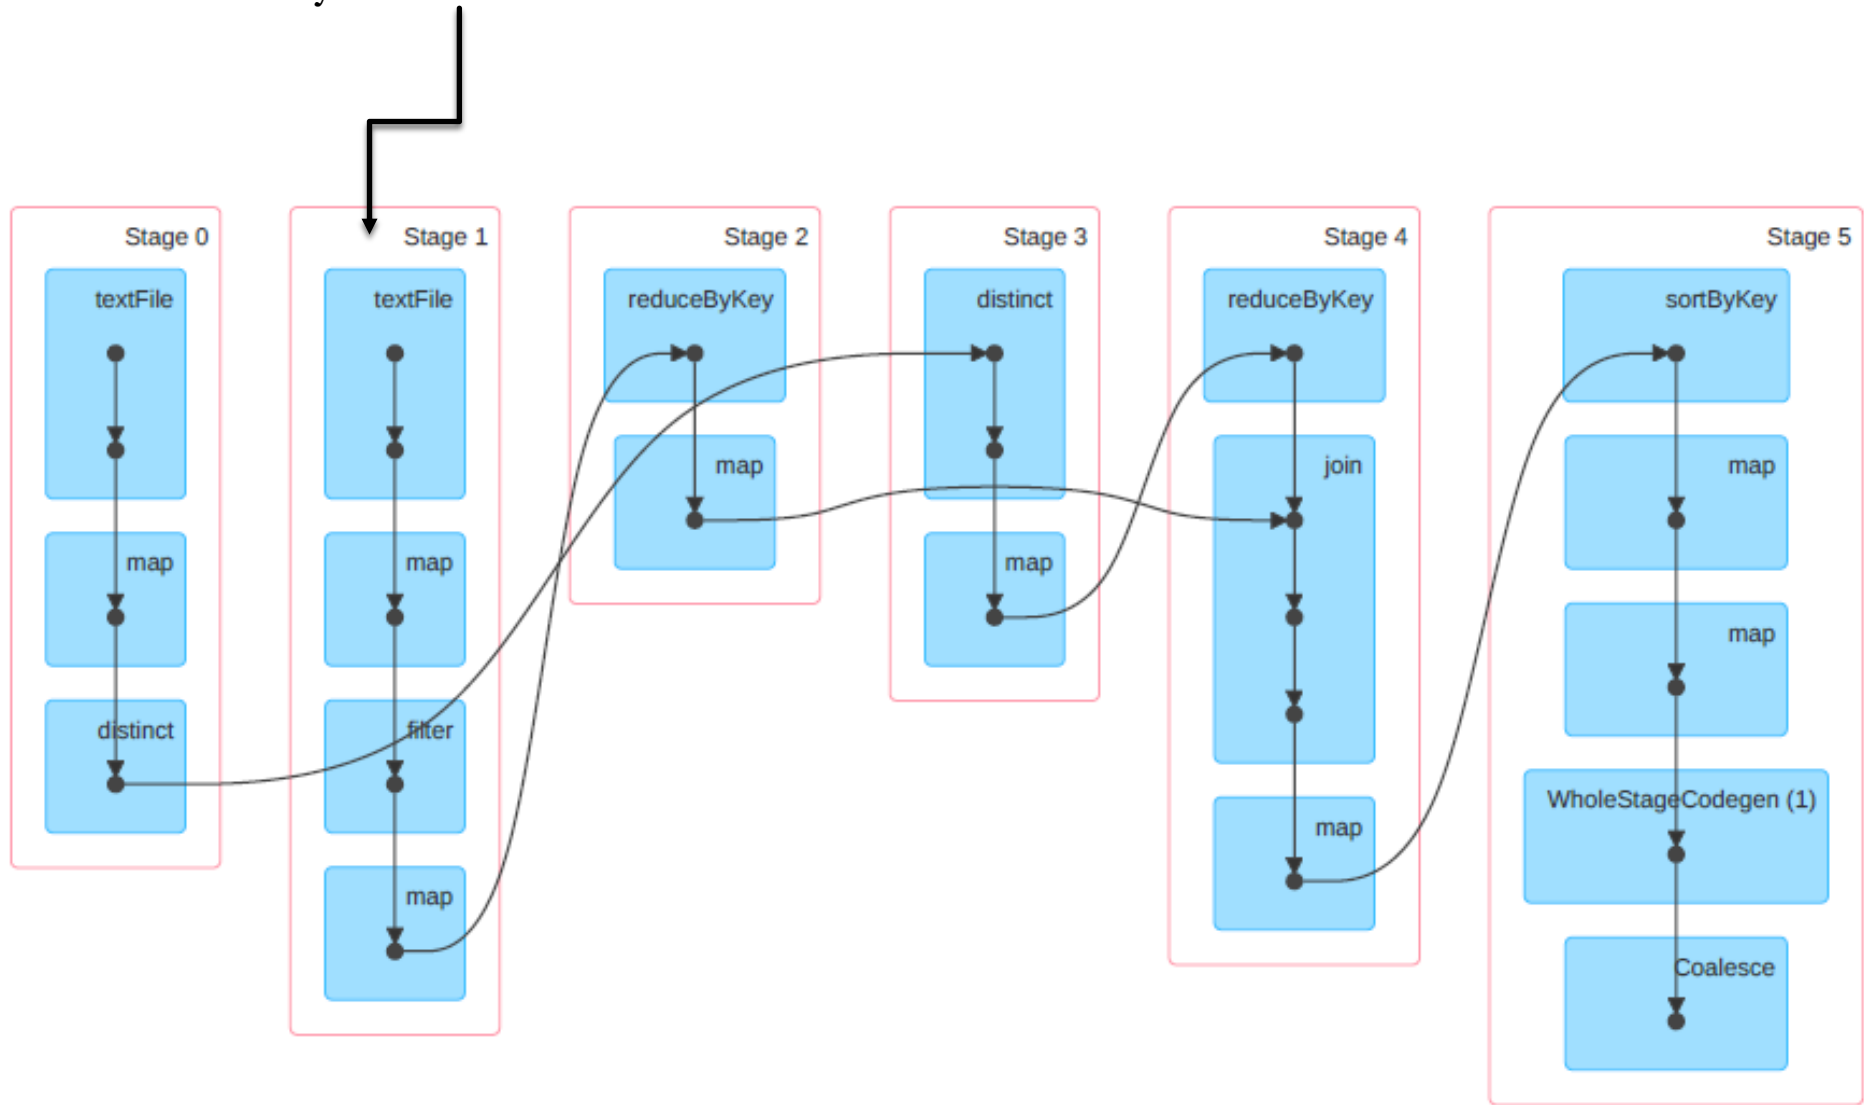 Stage 0
textFile
map
distinct
Stage 1
textFile
map
filter
map
Stage 2
reduceByKey
map
Stage 3
distinct
map
Stage 4
reduceByKey
join
map
Stage 5
sortByKey
map
map
WholeStageCodegen (1)
Coalesce